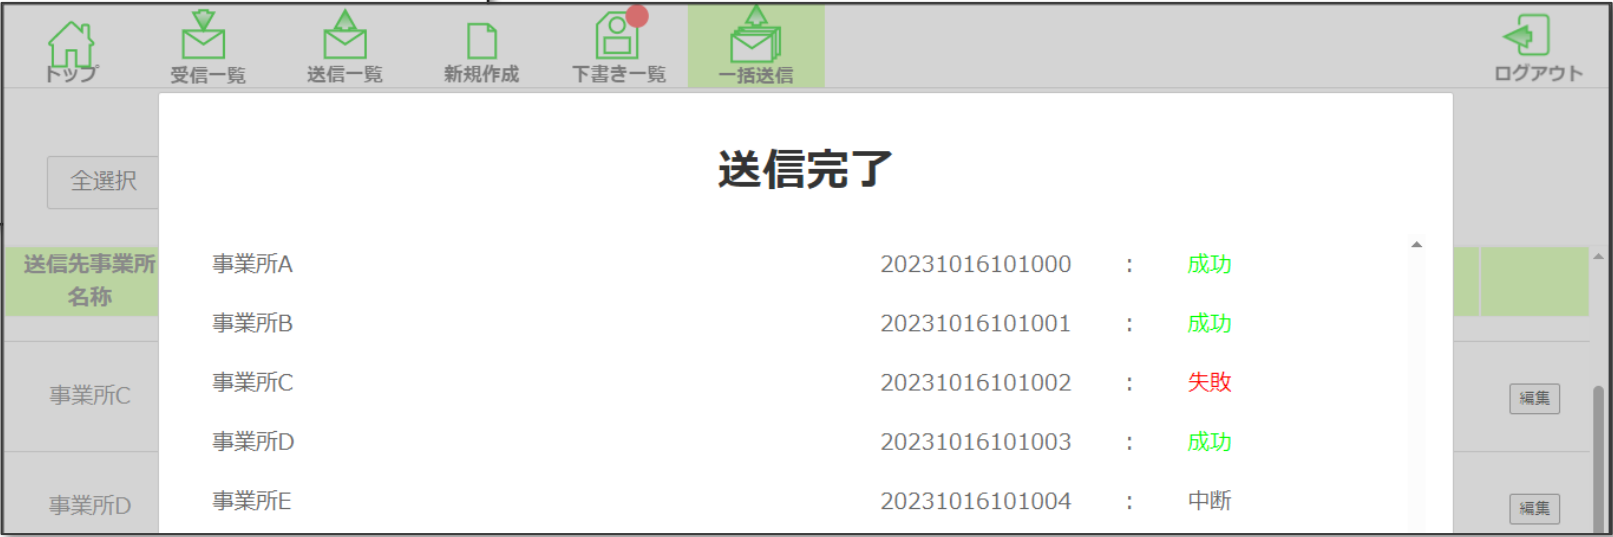 トップ 受信一覧 送信一覧 新規作成 下書き一覧 一括送信 ログアウト
送信完了
全選択
送信先事業所
名称
事業所A 20231016101000 : 成功
事業所B 20231016101001 : 成功
事業所C 20231016101002 : 失敗
事業所C 編集
事業所D 20231016101003 : 成功
事業所E 20231016101004 : 中断
事業所D 編集